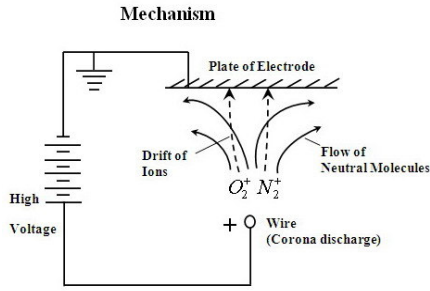 Mechanism
Plate of Electrode
Drift of
Ions
Flow of
Neutral Molecules
O₂⁺ N₂⁺
High
Voltage
+
Wire
(Corona discharge)